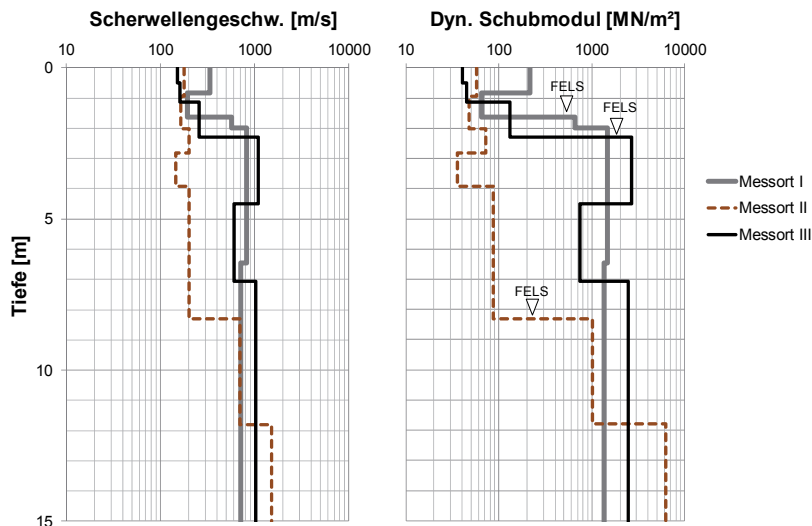 Scherwellengeschw. [m/s]
10 100 1000 10000
Dyn. Schubmodul [MN/m²]
10 100 1000 10000
Tiefe [m]
0
5
10
15
FELS
FELS
FELS
Messort I
Messort II
Messort III